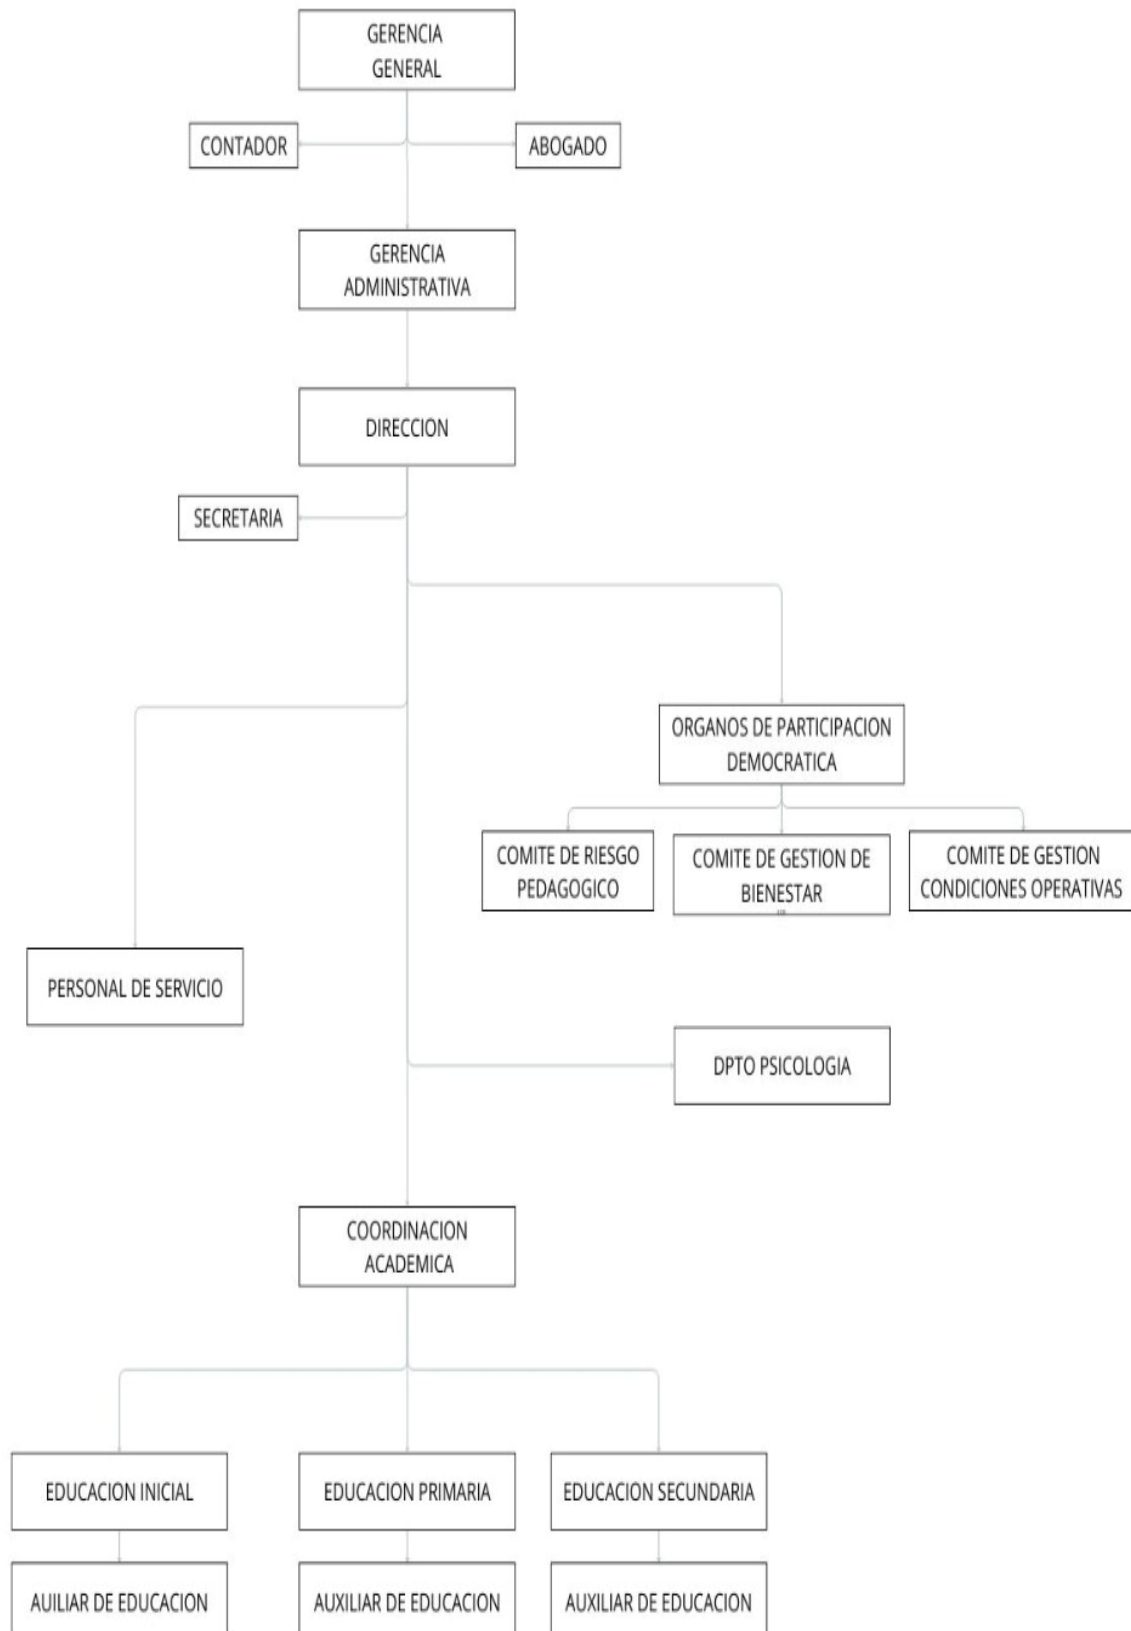 GERENCIA
GENERAL
CONTADOR
ABOGADO
GERENCIA
ADMINISTRATIVA
DIRECCION
SECRETARIA
ORGANOS DE PARTICIPACION
DEMOCRATICA
COMITE DE RIESGO
PEDAGOGICO
COMITE DE GESTION DE
BIENESTAR
COMITE DE GESTION
CONDICIONES OPERATIVAS
PERSONAL DE SERVICIO
DPTO PSICOLOGIA
COORDINACION
ACADEMICA
EDUCACION INICIAL
EDUCACION PRIMARIA
EDUCACION SECUNDARIA
AUILIAR DE EDUCACION
AUXILIAR DE EDUCACION
AUXILIAR DE EDUCACION